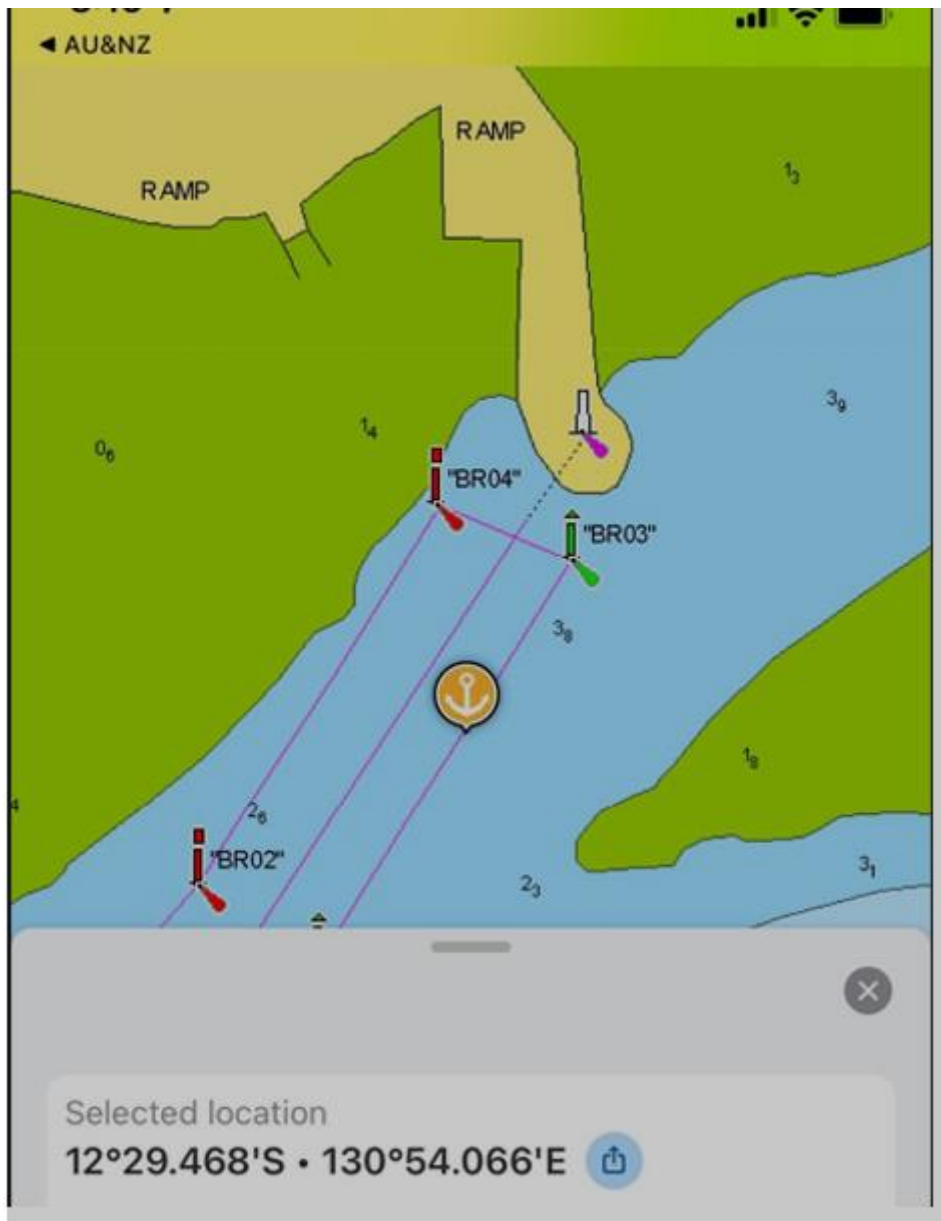 ◀ AU&NZ
RAMP
RAMP
1₃
3₉
1₄
0₆
"BR04"
"BR03"
3₈
1₈
4
2₆
"BR02"
3₁
2₃
Selected location
12°29.468'S • 130°54.066'E